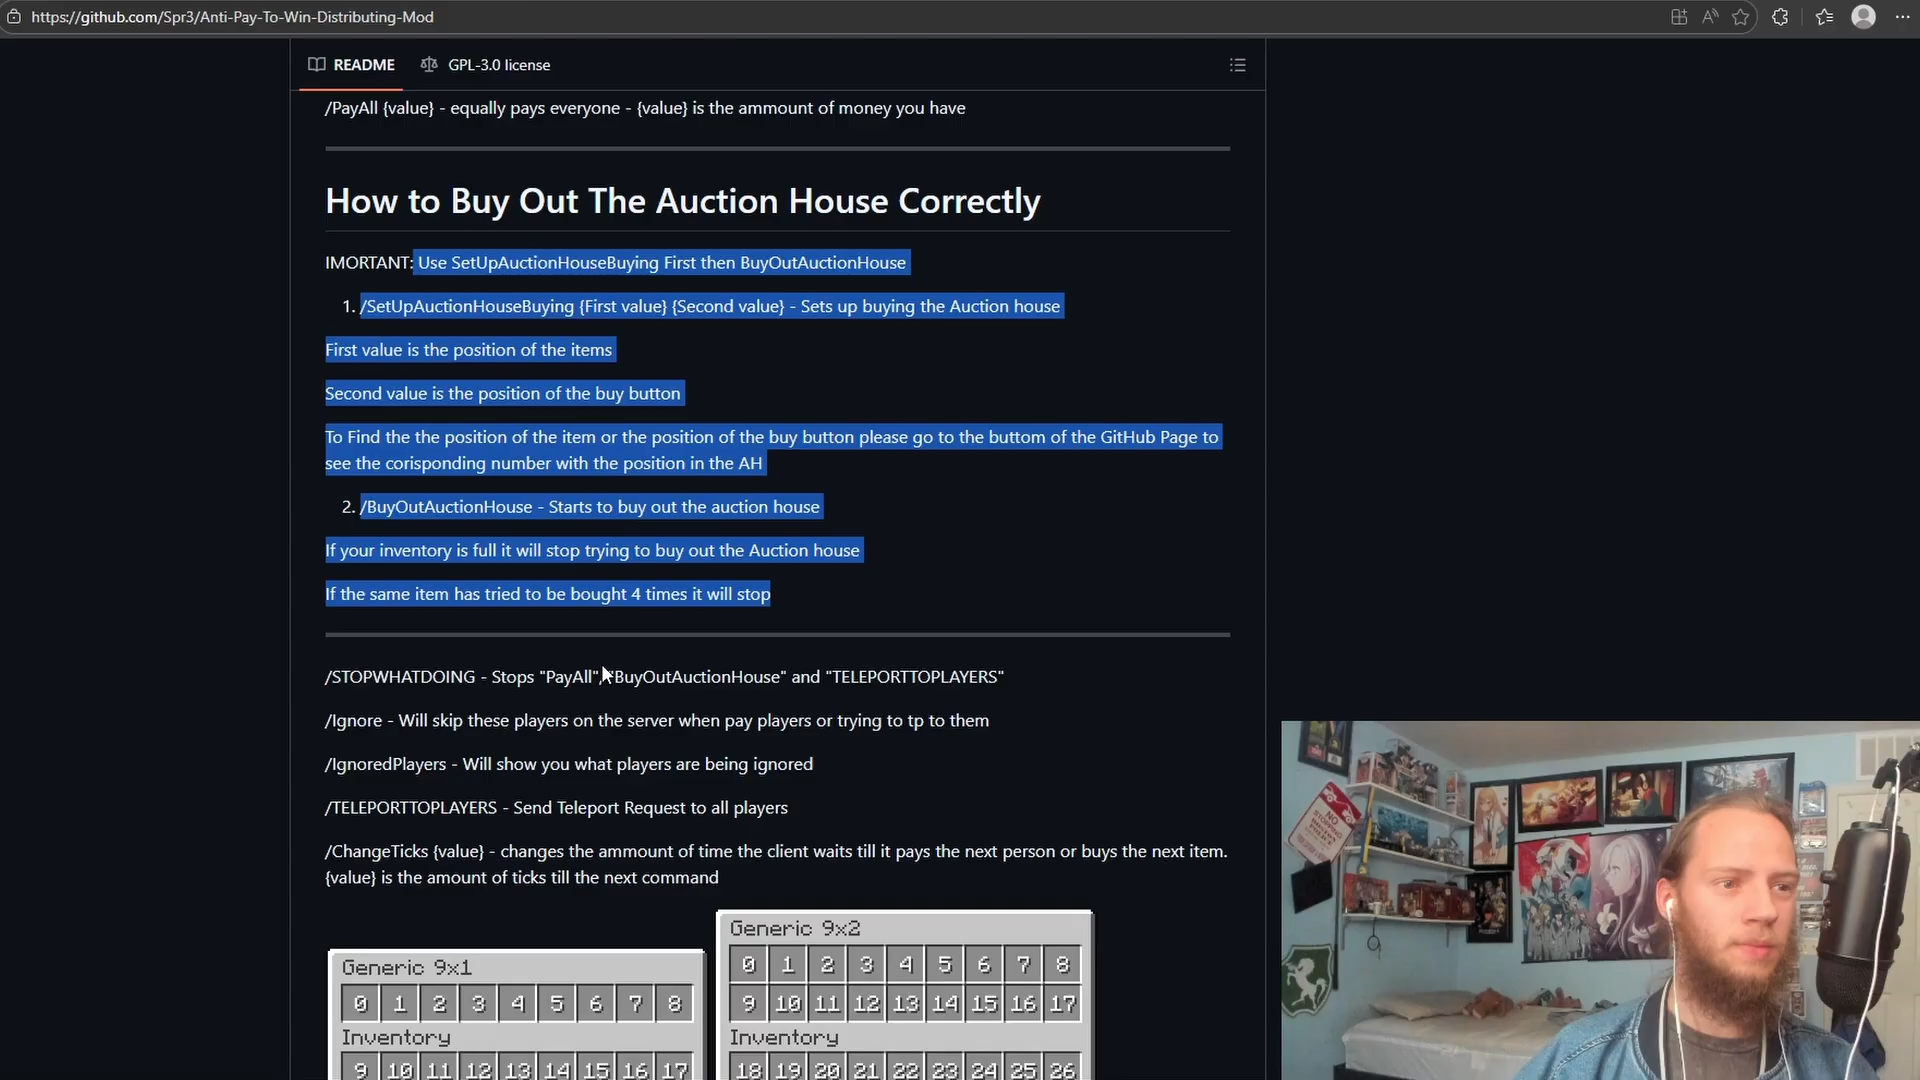 https://github.com/Spr3/Anti-Pay-To-Win-Distributing-Mod
README
GPL-3.0 license
/PayAll {value} - equally pays everyone - {value} is the ammount of money you have
How to Buy Out The Auction House Correctly
IMORTANT: Use SetUpAuctionHouseBuying First then BuyOutAuctionHouse
1. /SetUpAuctionHouseBuying {First value} {Second value} - Sets up buying the Auction house
First value is the position of the items
Second value is the position of the buy button
To Find the the position of the item or the position of the buy button please go to the buttom of the GitHub Page to
see the corisponding number with the position in the AH
2. /BuyOutAuctionHouse - Starts to buy out the auction house
If your inventory is full it will stop trying to buy out the Auction house
If the same item has tried to be bought 4 times it will stop
/STOPWHATDOING - Stops "PayAll", "BuyOutAuctionHouse" and "TELEPORTTOPLAYERS"
/Ignore - Will skip these players on the server when pay players or trying to tp to them
/IgnoredPlayers - Will show you what players are being ignored
/TELEPORTTOPLAYERS - Send Teleport Request to all players
/ChangeTicks {value} - changes the ammount of time the client waits till it pays the next person or buys the next item.
{value} is the amount of ticks till the next command
Generic 9x1
0 1 2 3 4 5 6 7 8
Inventory
9 10 11 12 13 14 15 16 17
Generic 9x2
0 1 2 3 4 5 6 7 8
9 10 11 12 13 14 15 16 17
Inventory
18 19 20 21 22 23 24 25 26
NO
STOPPING